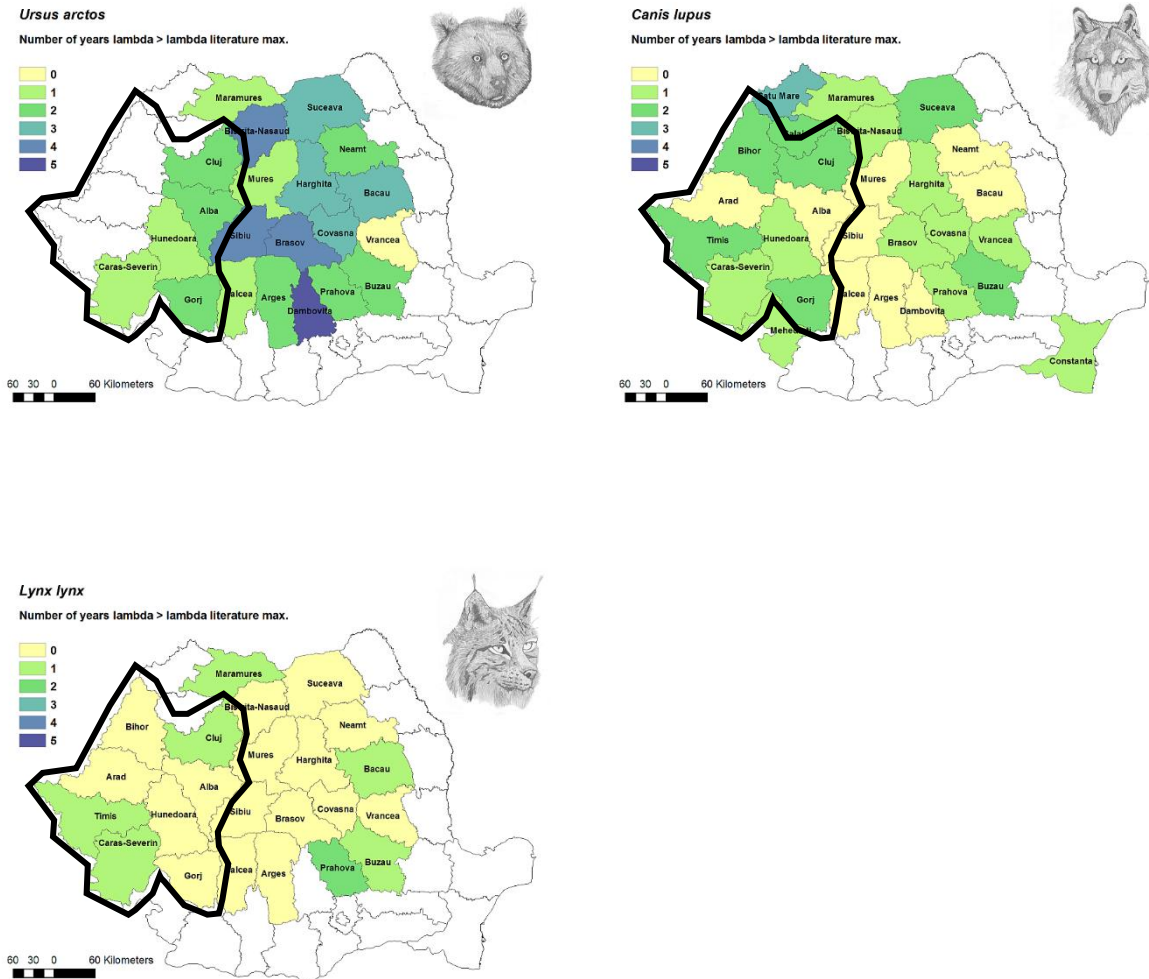 Ursus arctos
Number of years lambda > lambda literature max.
0
1
2
3
4
5
Maramures
Suceava
Bistrita-Nasaud
Cluj
Neamt
Mures
Harghita
Bacau
Alba
Hunedoara
Sibiu
Brasov
Covasna
Vrancea
Caras-Severin
Gorj
alcea
Arges
Prahova
Buzau
Dambovita
60 30 0 60 Kilometers
Canis lupus
Number of years lambda > lambda literature max.
0
1
2
3
4
5
Satu Mare
Maramures
Suceava
Bistrita-Nasaud
Bihor
Cluj
Neamt
Mures
Harghita
Bacau
Arad
Alba
Timis
Hunedoara
Sibiu
Brasov
Covasna
Vrancea
Caras-Severin
Gorj
alcea
Arges
Prahova
Buzau
Dambovita
Constanta
60 30 0 60 Kilometers
Lynx lynx
Number of years lambda > lambda literature max.
0
1
2
3
4
5
Maramures
Suceava
Bistrita-Nasaud
Bihor
Cluj
Neamt
Mures
Harghita
Bacau
Arad
Alba
Timis
Hunedoara
Sibiu
Brasov
Covasna
Vrancea
Caras-Severin
Gorj
alcea
Arges
Prahova
Buzau
60 30 0 60 Kilometers